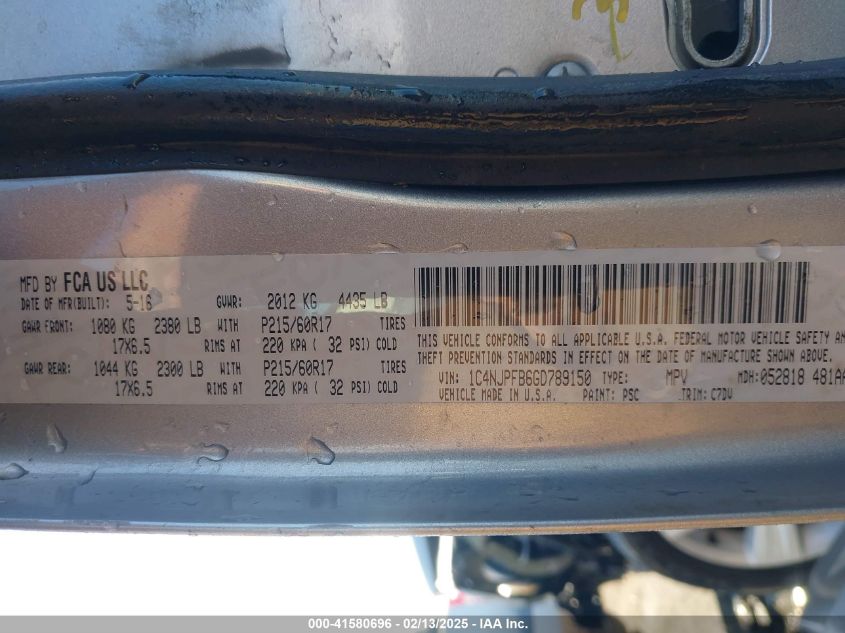 MFD BY FCA US LLC
DATE OF MFR(BUILT): 5-16 GVWR: 2012 KG 4435 LB
GAWR FRONT: 1080 KG 2380 LB WITH P215/60R17 TIRES
17X6.5 RIMS AT 220 KPA ( 32 PSI) COLD
GAWR REAR: 1044 KG 2300 LB WITH P215/60R17 TIRES
17X6.5 RIMS AT 220 KPA ( 32 PSI) COLD
THIS VEHICLE CONFORMS TO ALL APPLICABLE U.S.A. FEDERAL MOTOR VEHICLE SAFETY AN
THEFT PREVENTION STANDARDS IN EFFECT ON THE DATE OF MANUFACTURE SHOWN ABOVE.
VIN: 1C4NJPFB6GD789150 TYPE: MPV MDH:052818 481AA
VEHICLE MADE IN U.S.A. PAINT: PSC TRIM: C7DV
000-41580696 - 02/13/2025 - IAA, Inc.